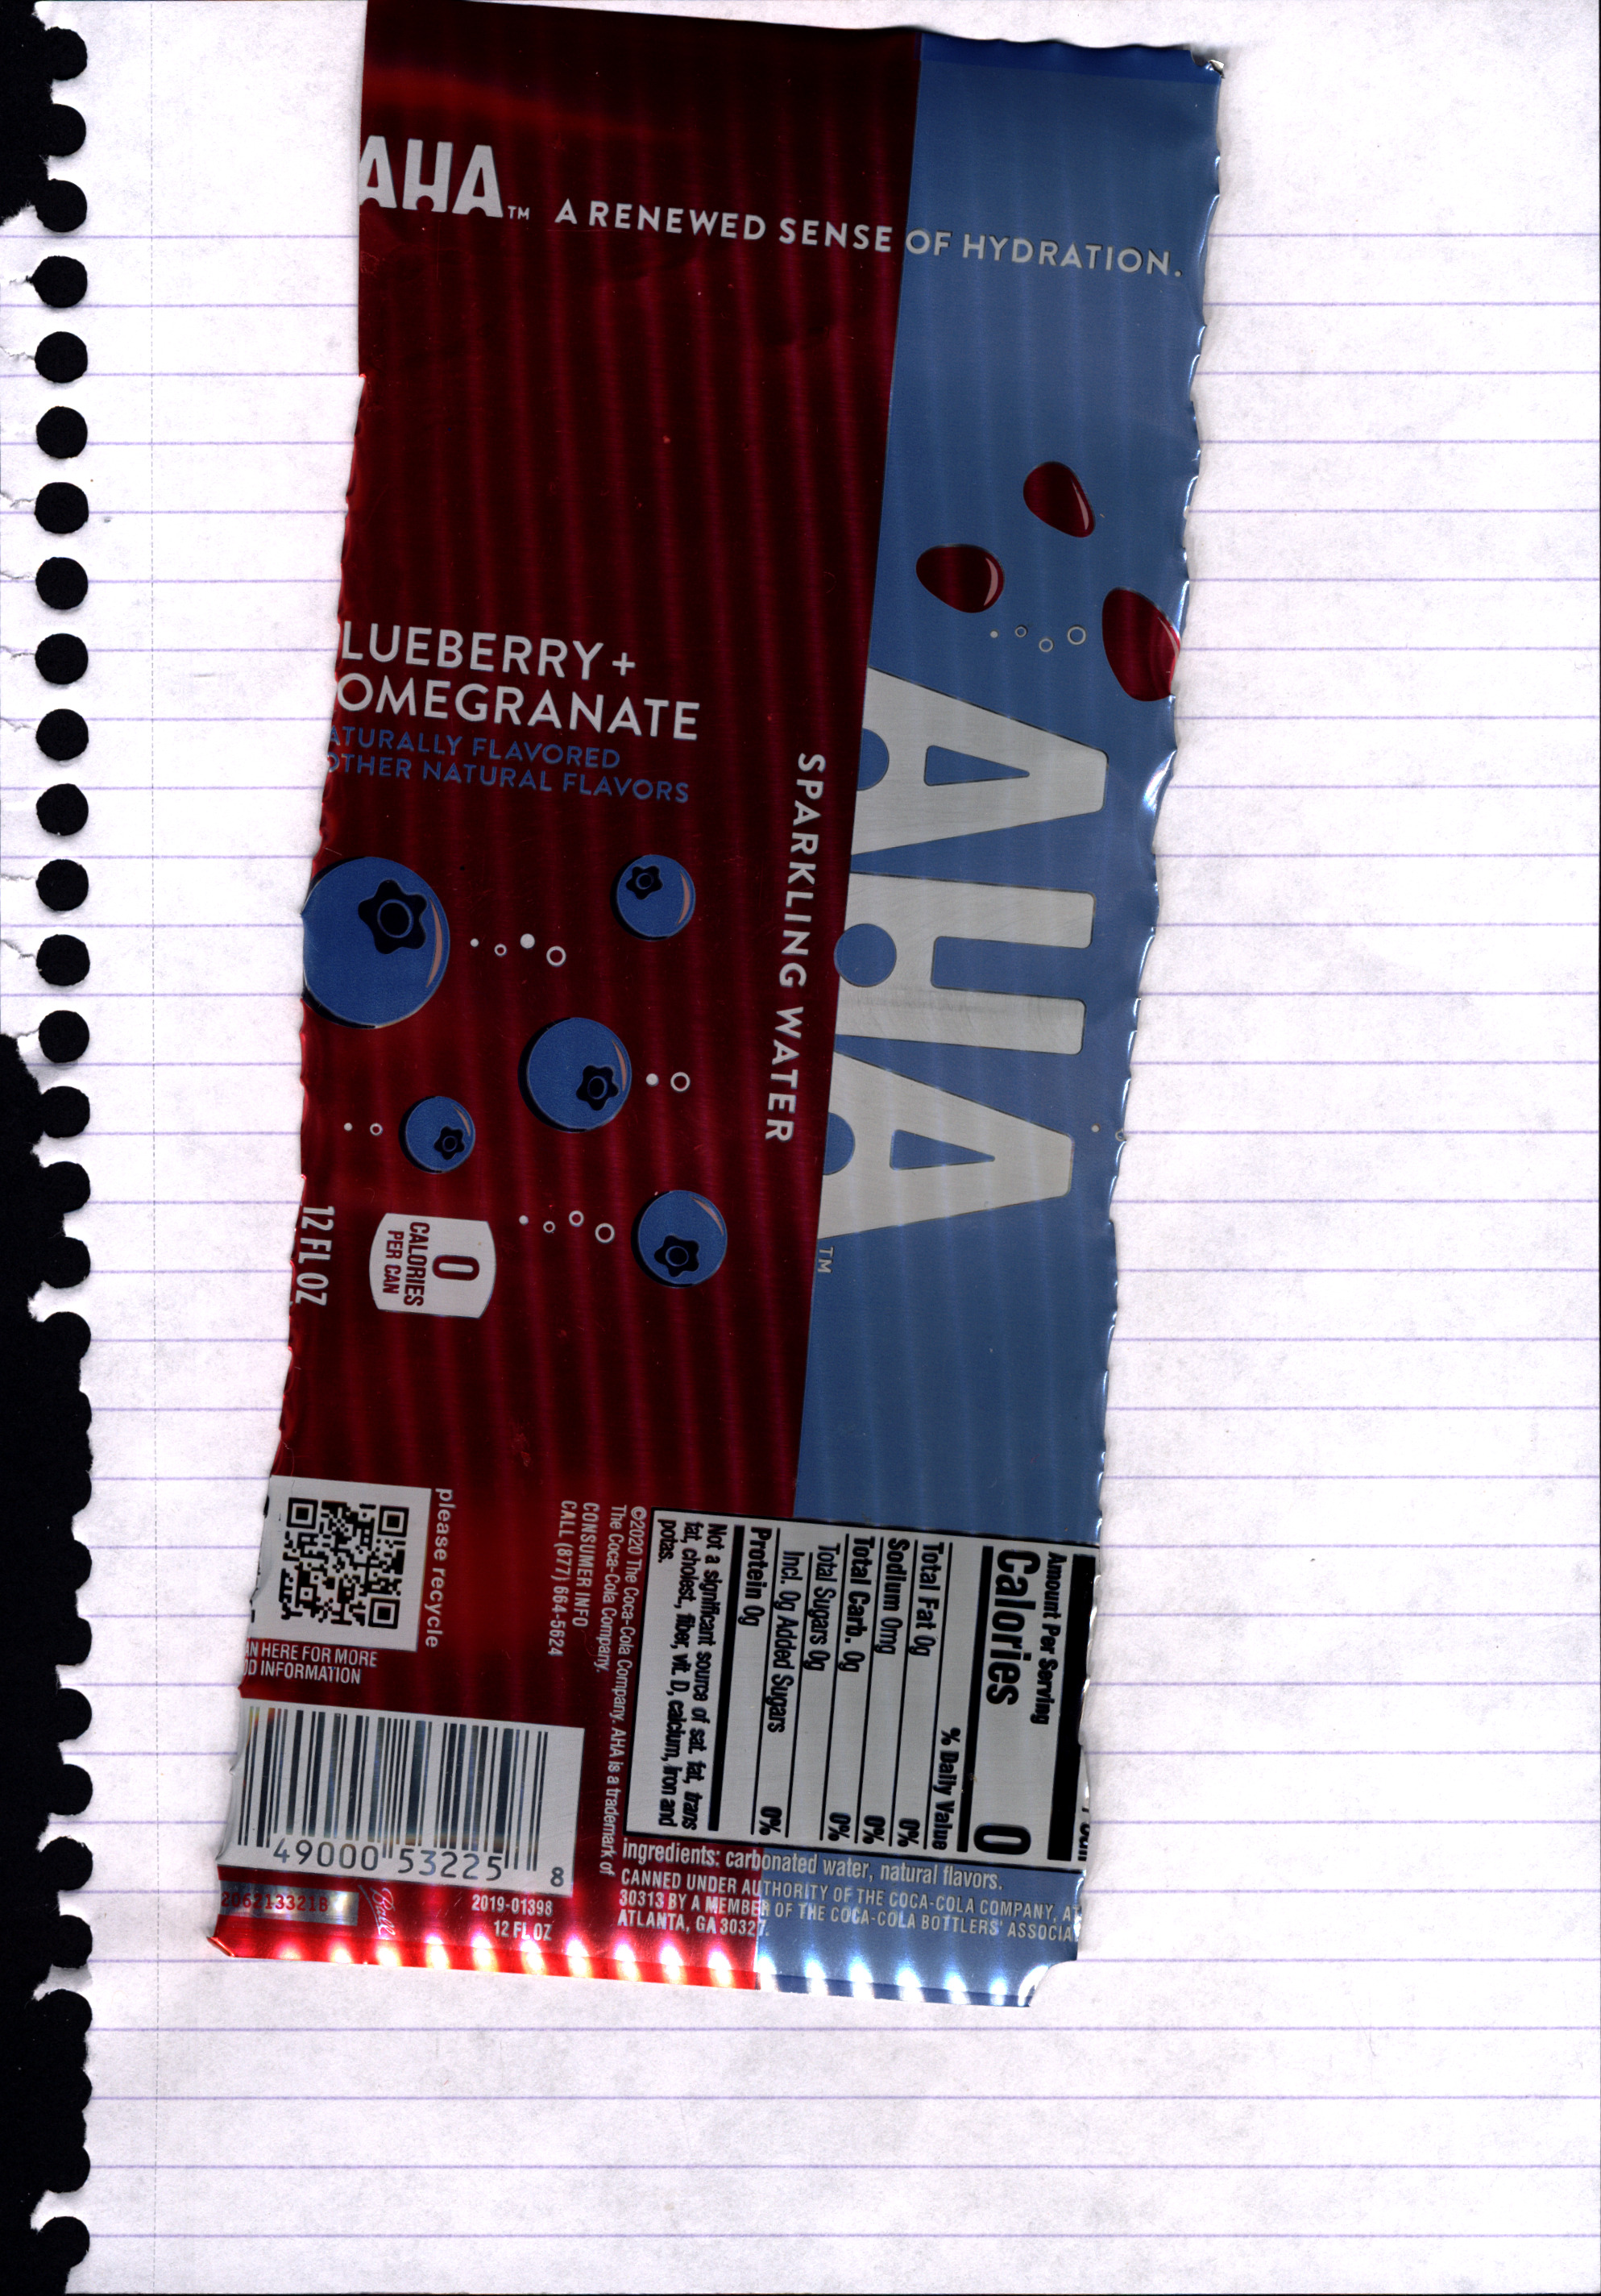 AHA™ A RENEWED SENSE OF HYDRATION.
LUEBERRY +
OMEGRANATE
ATURALLY FLAVORED
OTHER NATURAL FLAVORS
AHA™
SPARKLING WATER
0
CALORIES
PER CAN
12 FL OZ
Amount Per Serving
Calories 0
% Daily Value
Total Fat 0g 0%
Sodium 0mg 0%
Total Carb. 0g 0%
Total Sugars 0g
Incl. 0g Added Sugars 0%
Protein 0g
Not a significant source of sat. fat, trans
fat, cholest., fiber, vit. D, calcium, iron and
potas.
©2020 The Coca-Cola Company. AHA is a trademark of
The Coca-Cola Company.
CONSUMER INFO
CALL (877) 664-5624
please recycle
AN HERE FOR MORE
OD INFORMATION
49000 53225 8
ingredients: carbonated water, natural flavors.
CANNED UNDER AUTHORITY OF THE COCA-COLA COMPANY, AT
30313 BY A MEMBER OF THE COCA-COLA BOTTLERS' ASSOCIA
ATLANTA, GA 30327.
Ball
2019-01398
12 FL OZ